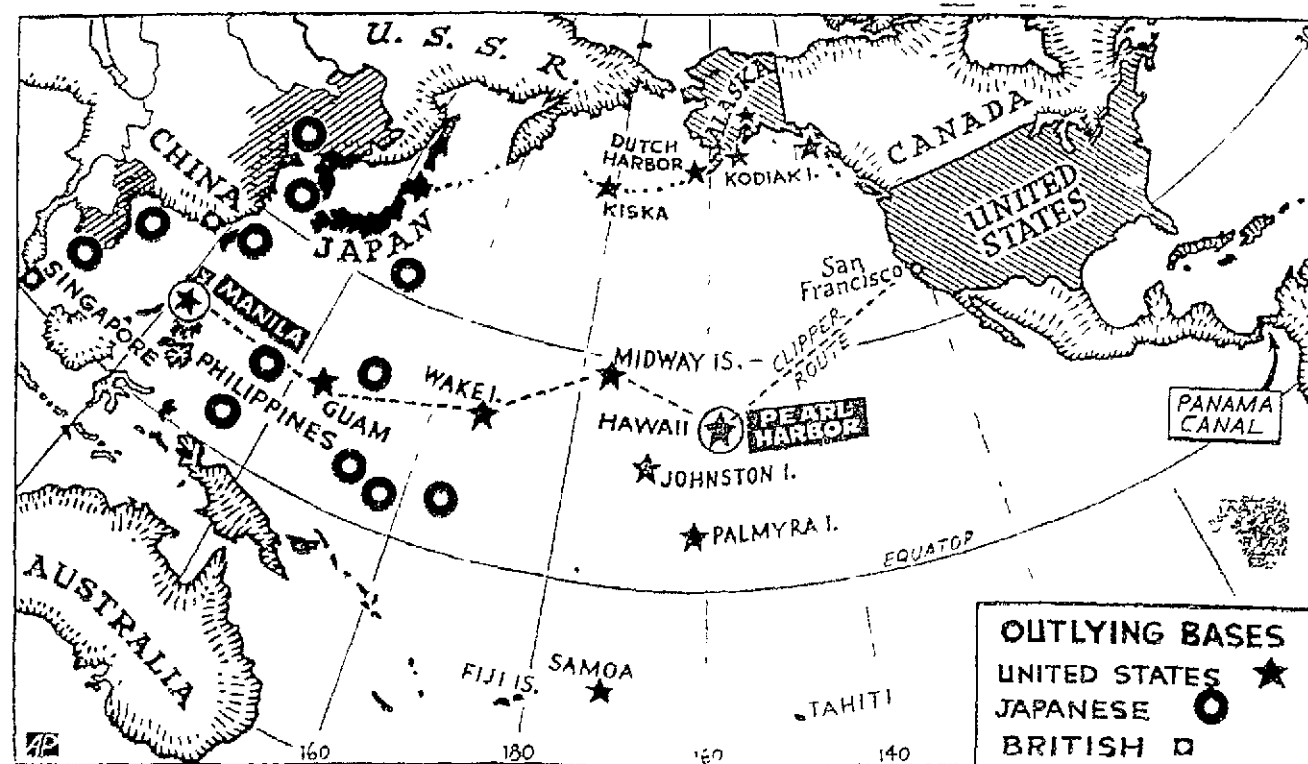 U. S. S. R.
ALASKA
CANADA
DUTCH
HARBOR
KODIAK I.
KISKA
UNITED
STATES
CHINA
JAPAN
San
Francisco
SINGAPORE
MANILA
PHILIPPINES
GUAM
WAKE I.
MIDWAY IS.
CLIPPER
ROUTE
HAWAII
PEARL
HARBOR
PANAMA
CANAL
JOHNSTON I.
PALMYRA I.
EQUATOR
AUSTRALIA
FIJI IS.
SAMOA
TAHITI
OUTLYING BASES
UNITED STATES
JAPANESE
BRITISH
AP
160
180
140